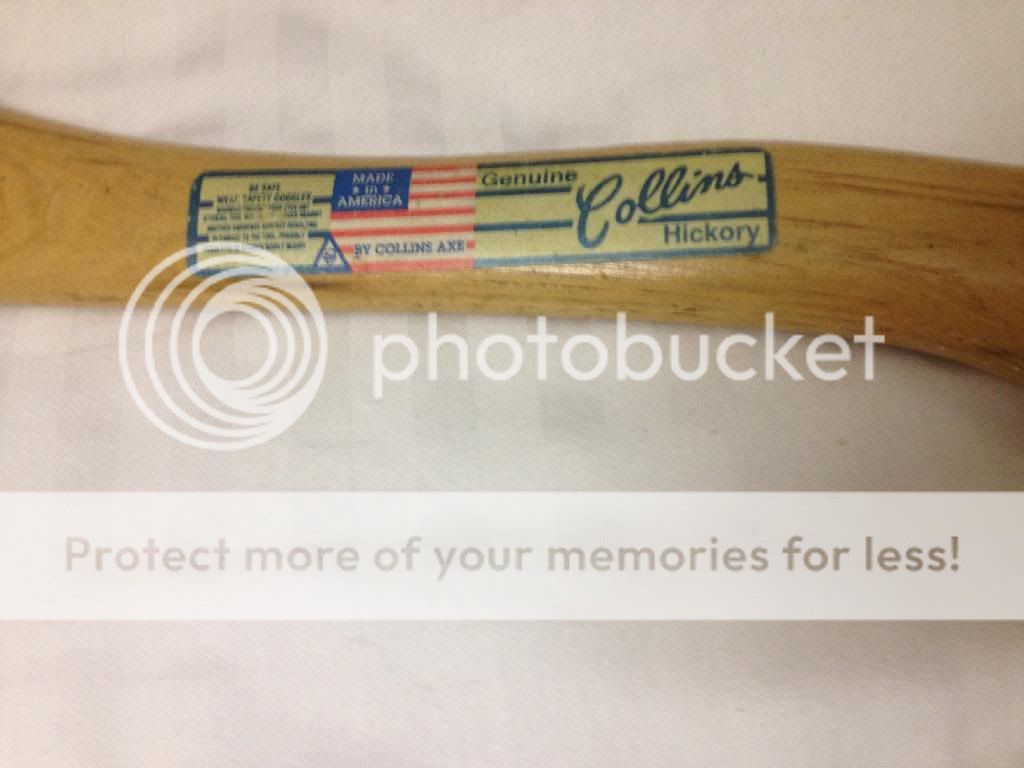 BE SAFE
WEAR SAFETY GOGGLES
MADE
in
AMERICA
BY COLLINS AXE
Genuine
Collins
Hickory
photobucket
Protect more of your memories for less!